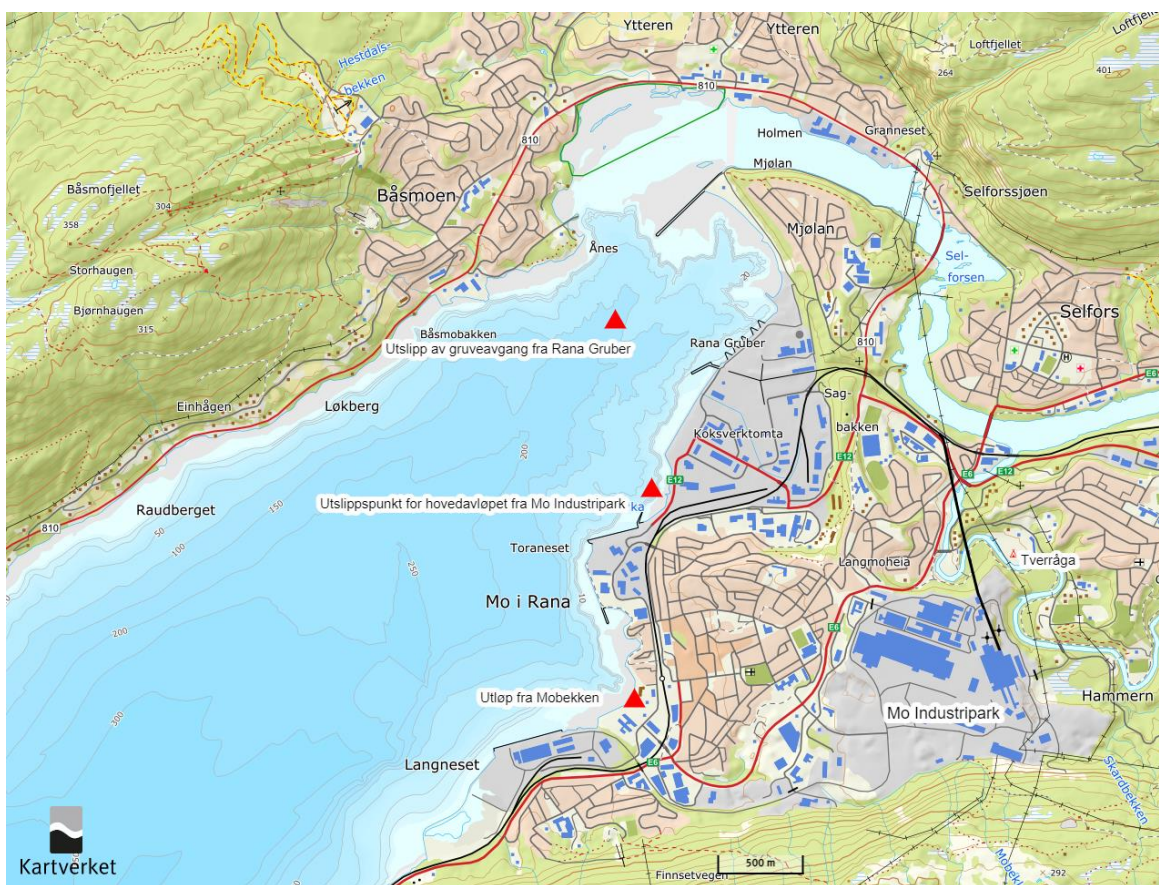 Ytteren
Ytteren
Loftfjellet
Loftfjellet
264
401
Hestdals-
bekken
810
810
Holmen
Granneset
Mjølan
Selforssjøen
Båsmofjellet
304
358
Båsmoen
Mjølan
Storhaugen
Ånes
Sel-
forsen
20
Bjørnhaugen
315
Selfors
Båsmobakken
Rana Gruber
Utslipp av gruveavgang fra Rana Gruber
810
H
E6
Einhågen
Løkberg
Sag-
bakken
Koksverktomta
E12
200
E12
E6
E12
Utslippspunkt for hovedavløpet fra Mo Industripark
ka
Raudberget
150
810
50
100
Toraneset
Langmoheia
Tverråga
250
10
Mo i Rana
E6
200
Utløp fra Mobekken
Hammern
Mo Industripark
300
Langneset
E6
Skardbekken
Kartverket
500 m
Finnsetvegen
292
Mobekken